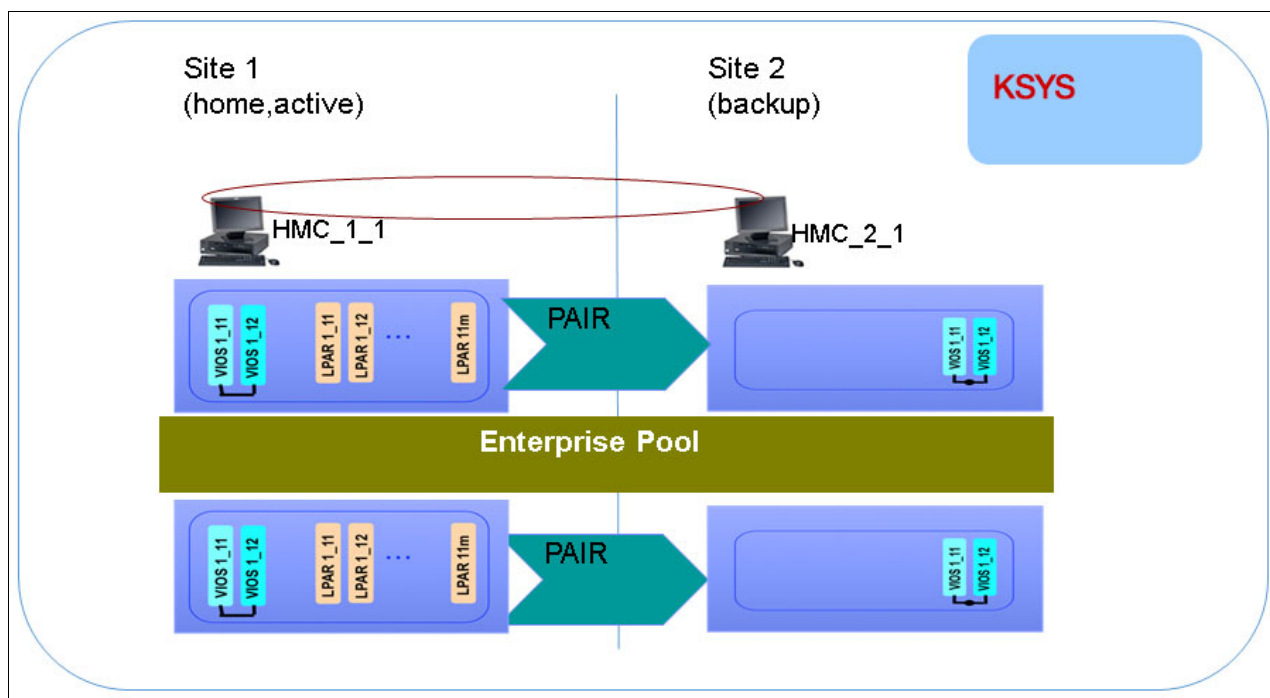 Site 1
(home,active)
Site 2
(backup)
KSYS
HMC_1_1
HMC_2_1
VIOS 1_11
VIOS 1_12
LPAR 1_11
LPAR 1_12
...
LPAR 11m
PAIR
VIOS 1_11
VIOS 1_12
Enterprise Pool
VIOS 1_11
VIOS 1_12
LPAR 1_11
LPAR 1_12
...
LPAR 11m
PAIR
VIOS 1_11
VIOS 1_12